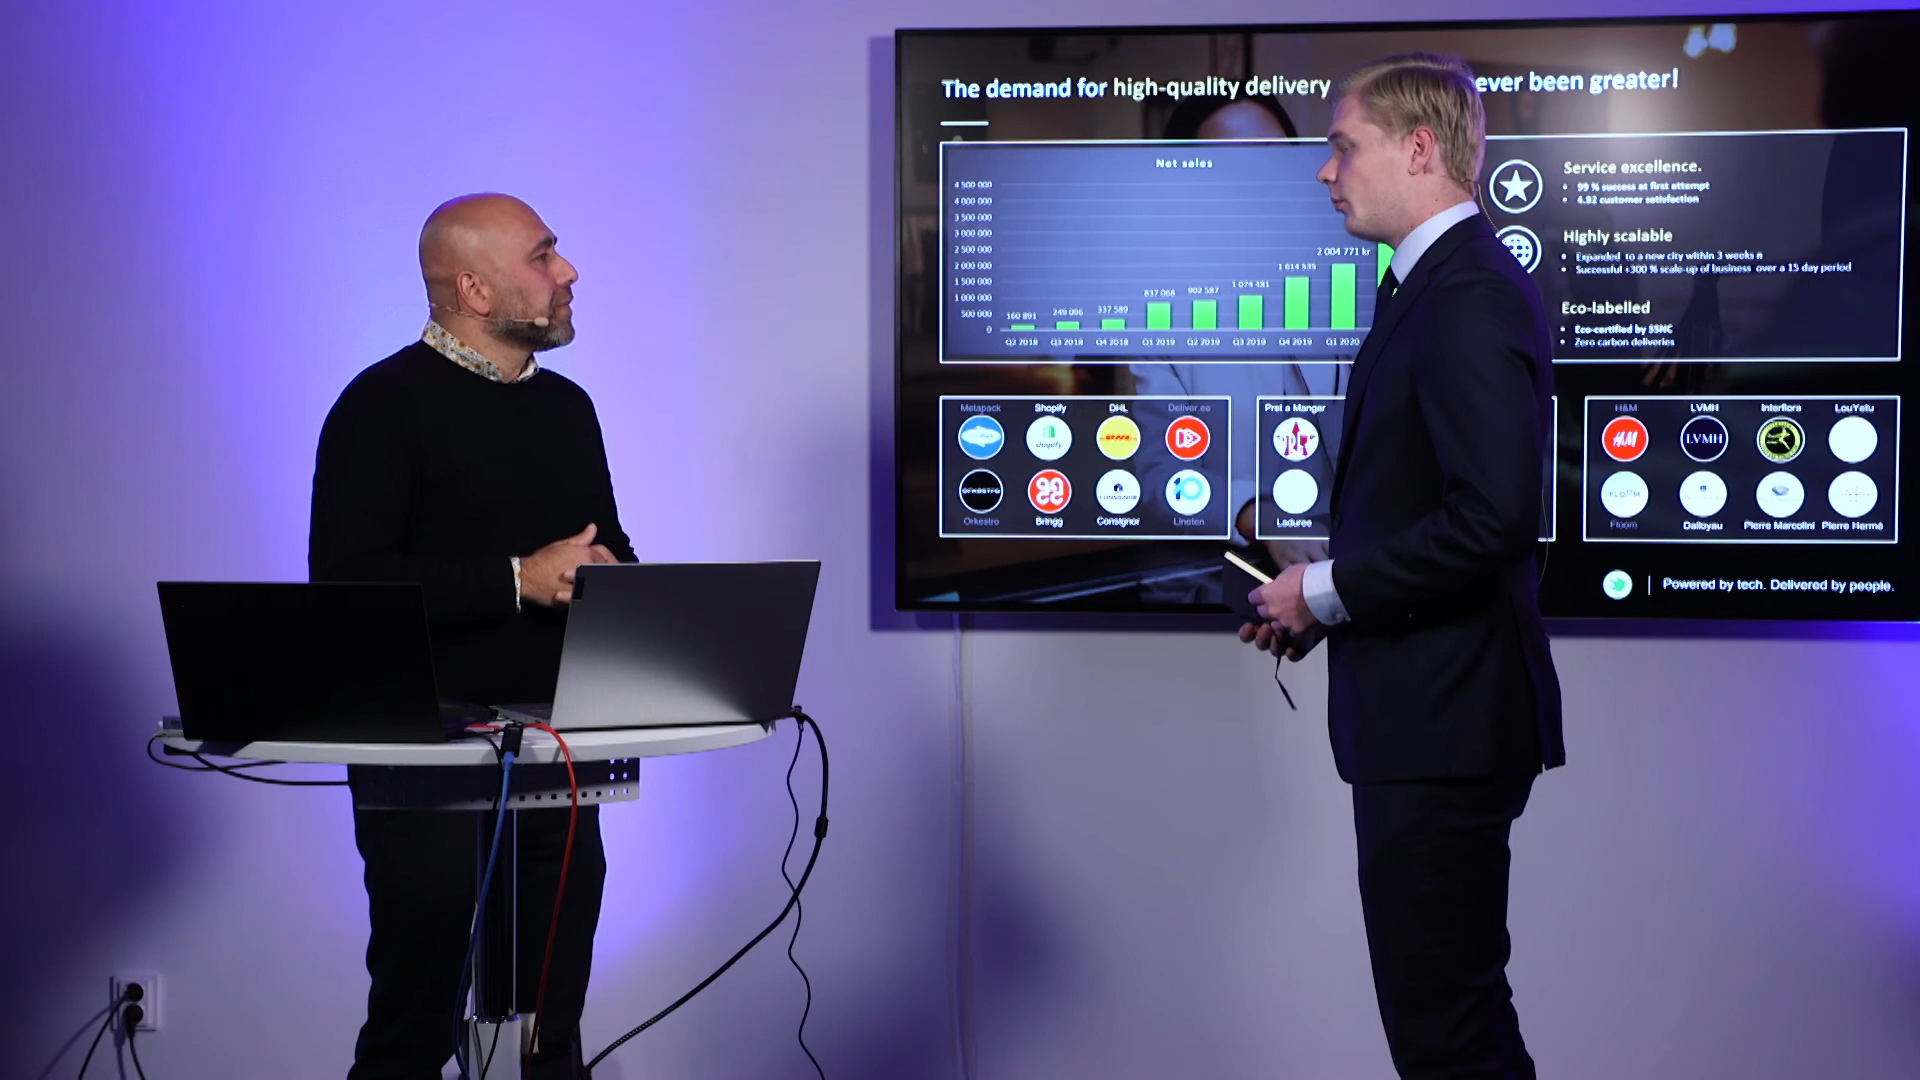 The demand for high-quality delivery
ever been greater!
Net sales
4 500 000
4 000 000
3 500 000
3 000 000
2 500 000
2 000 000
1 500 000
1 000 000
500 000
0
160 891
249 096
337 589
837 068
902 587
1 074 481
1 614 535
2 004 771 kr
Q2 2018
Q3 2018
Q4 2018
Q1 2019
Q2 2019
Q3 2019
Q4 2019
Q1 2020
Service excellence.
• 99 % success at first attempt
• 4.92 customer satisfaction
Highly scalable
• Expanded to a new city within 3 weeks n
• Successful +300 % scale-up of business over a 15 day period
Eco-labelled
• Eco-certified by SSNC
• Zero carbon deliveries
Metapack
Shopify
DHL
Deliver.ee
shopify
Orkestro
Bringg
Consignor
Lineten
Pret a Manger
Laduree
H&M
LVMH
Interflora
LouYetu
H&M
LVMH
FLOOM
Floom
Dalloyau
Pierre Marcolini
Pierre Hermé
Powered by tech. Delivered by people.